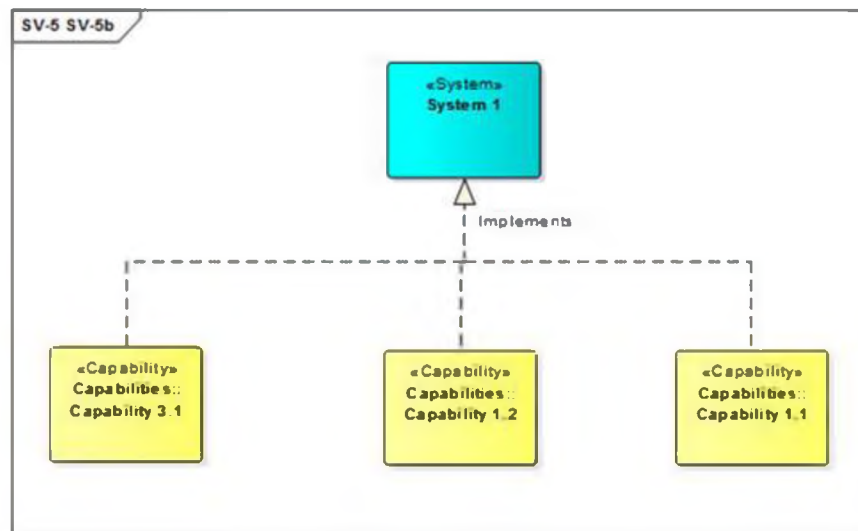 SV-5 SV-5b
«System»
System 1
Implements
«Capability»
Capabilities::
Capability 3.1
«Capability»
Capabilities::
Capability 1.2
«Capability»
Capabilities::
Capability 1.1